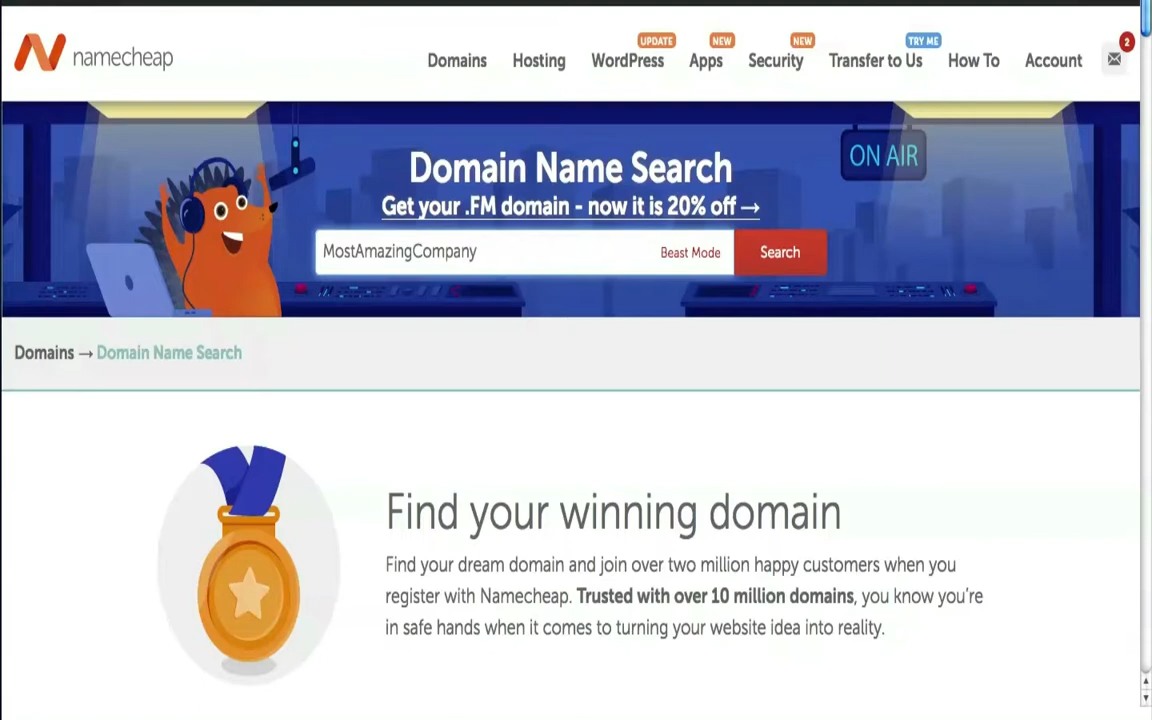 namecheap
UPDATE NEW NEW TRY ME 2
Domains Hosting WordPress Apps Security Transfer to Us How To Account
Domain Name Search
ON AIR
Get your .FM domain - now it is 20% off →
MostAmazingCompany Beast Mode Search
Domains → Domain Name Search
Find your winning domain
Find your dream domain and join over two million happy customers when you
register with Namecheap. Trusted with over 10 million domains, you know you're
in safe hands when it comes to turning your website idea into reality.